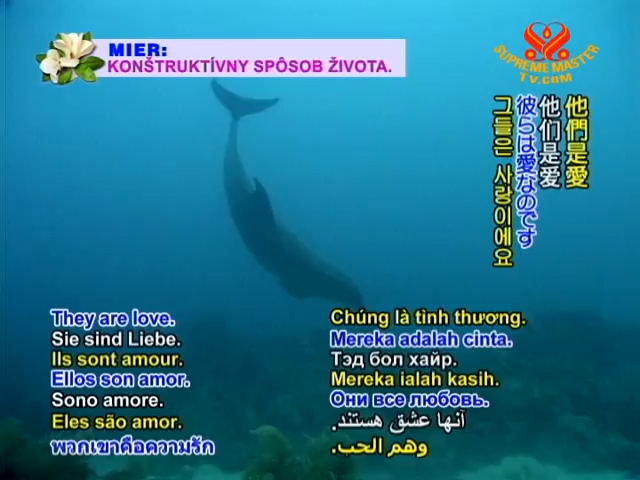 MIER:
KONŠTRUKTÍVNY SPÔSOB ŽIVOTA.
SUPREME MASTER
TV.COM
他們是愛
他们是爱
彼らは愛なのです
그들은 사랑이에요
They are love.
Sie sind Liebe.
Ils sont amour.
Ellos son amor.
Sono amore.
Eles são amor.
พวกเขาคือความรัก
Chúng là tình thương.
Mereka adalah cinta.
Тэд бол хайр.
Mereka ialah kasih.
Они все любовь.
آنها عشق هستند.
وهم الحب.